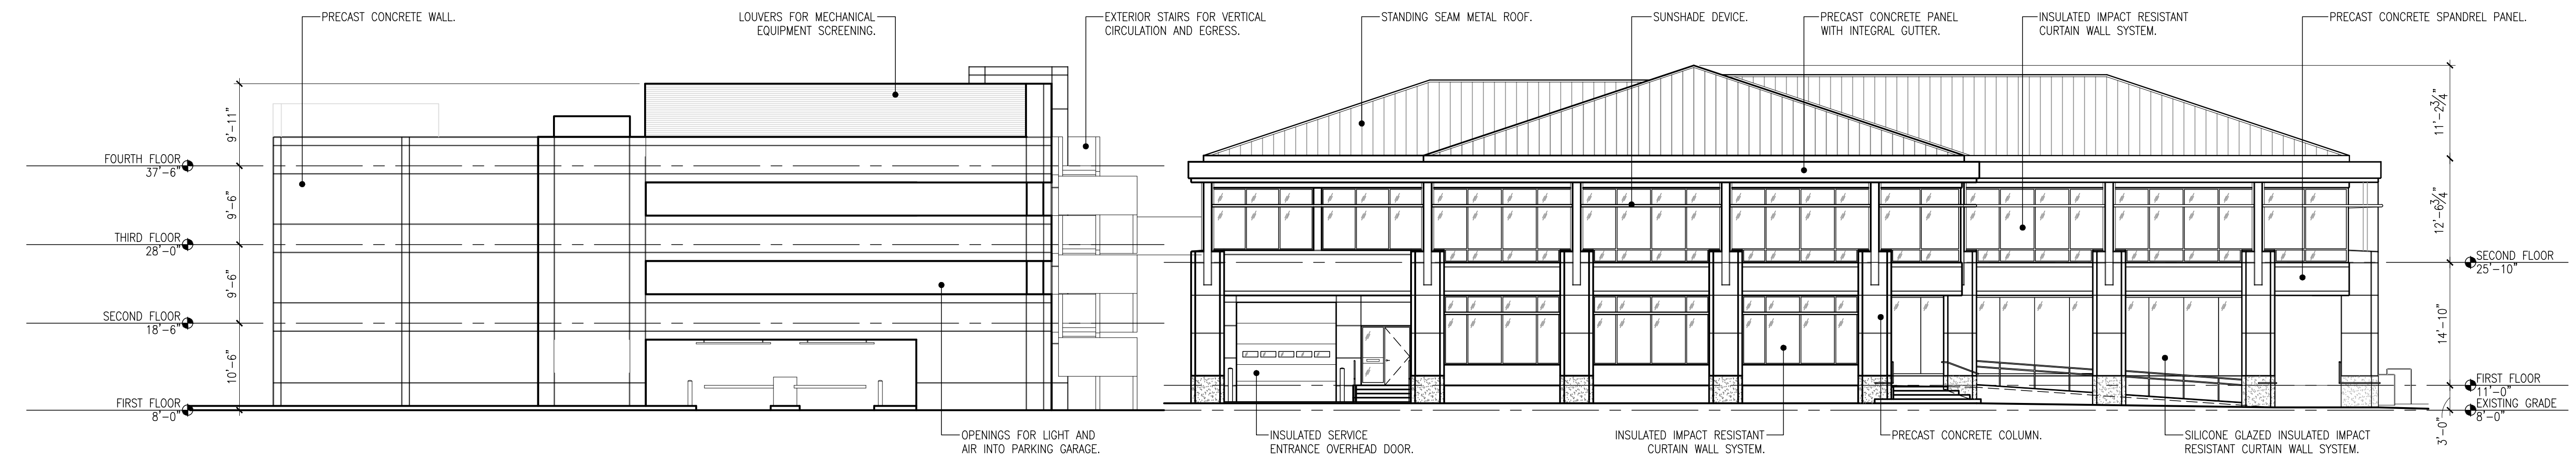 PRECAST CONCRETE WALL.
LOUVERS FOR MECHANICAL
EQUIPMENT SCREENING.
EXTERIOR STAIRS FOR VERTICAL
CIRCULATION AND EGRESS.
STANDING SEAM METAL ROOF.
SUNSHADE DEVICE.
PRECAST CONCRETE PANEL
WITH INTEGRAL GUTTER.
INSULATED IMPACT RESISTANT
CURTAIN WALL SYSTEM.
PRECAST CONCRETE SPANDREL PANEL.
9'-11"
FOURTH FLOOR
37'-6"
9'-6"
THIRD FLOOR
28'-0"
9'-6"
SECOND FLOOR
18'-6"
10'-6"
FIRST FLOOR
8'-0"
11'-2¾"
12'-6¾"
SECOND FLOOR
25'-10"
14'-10"
FIRST FLOOR
11'-0"
EXISTING GRADE
8'-0"
3'-0"
OPENINGS FOR LIGHT AND
AIR INTO PARKING GARAGE.
INSULATED SERVICE
ENTRANCE OVERHEAD DOOR.
INSULATED IMPACT RESISTANT
CURTAIN WALL SYSTEM.
PRECAST CONCRETE COLUMN.
SILICONE GLAZED INSULATED IMPACT
RESISTANT CURTAIN WALL SYSTEM.